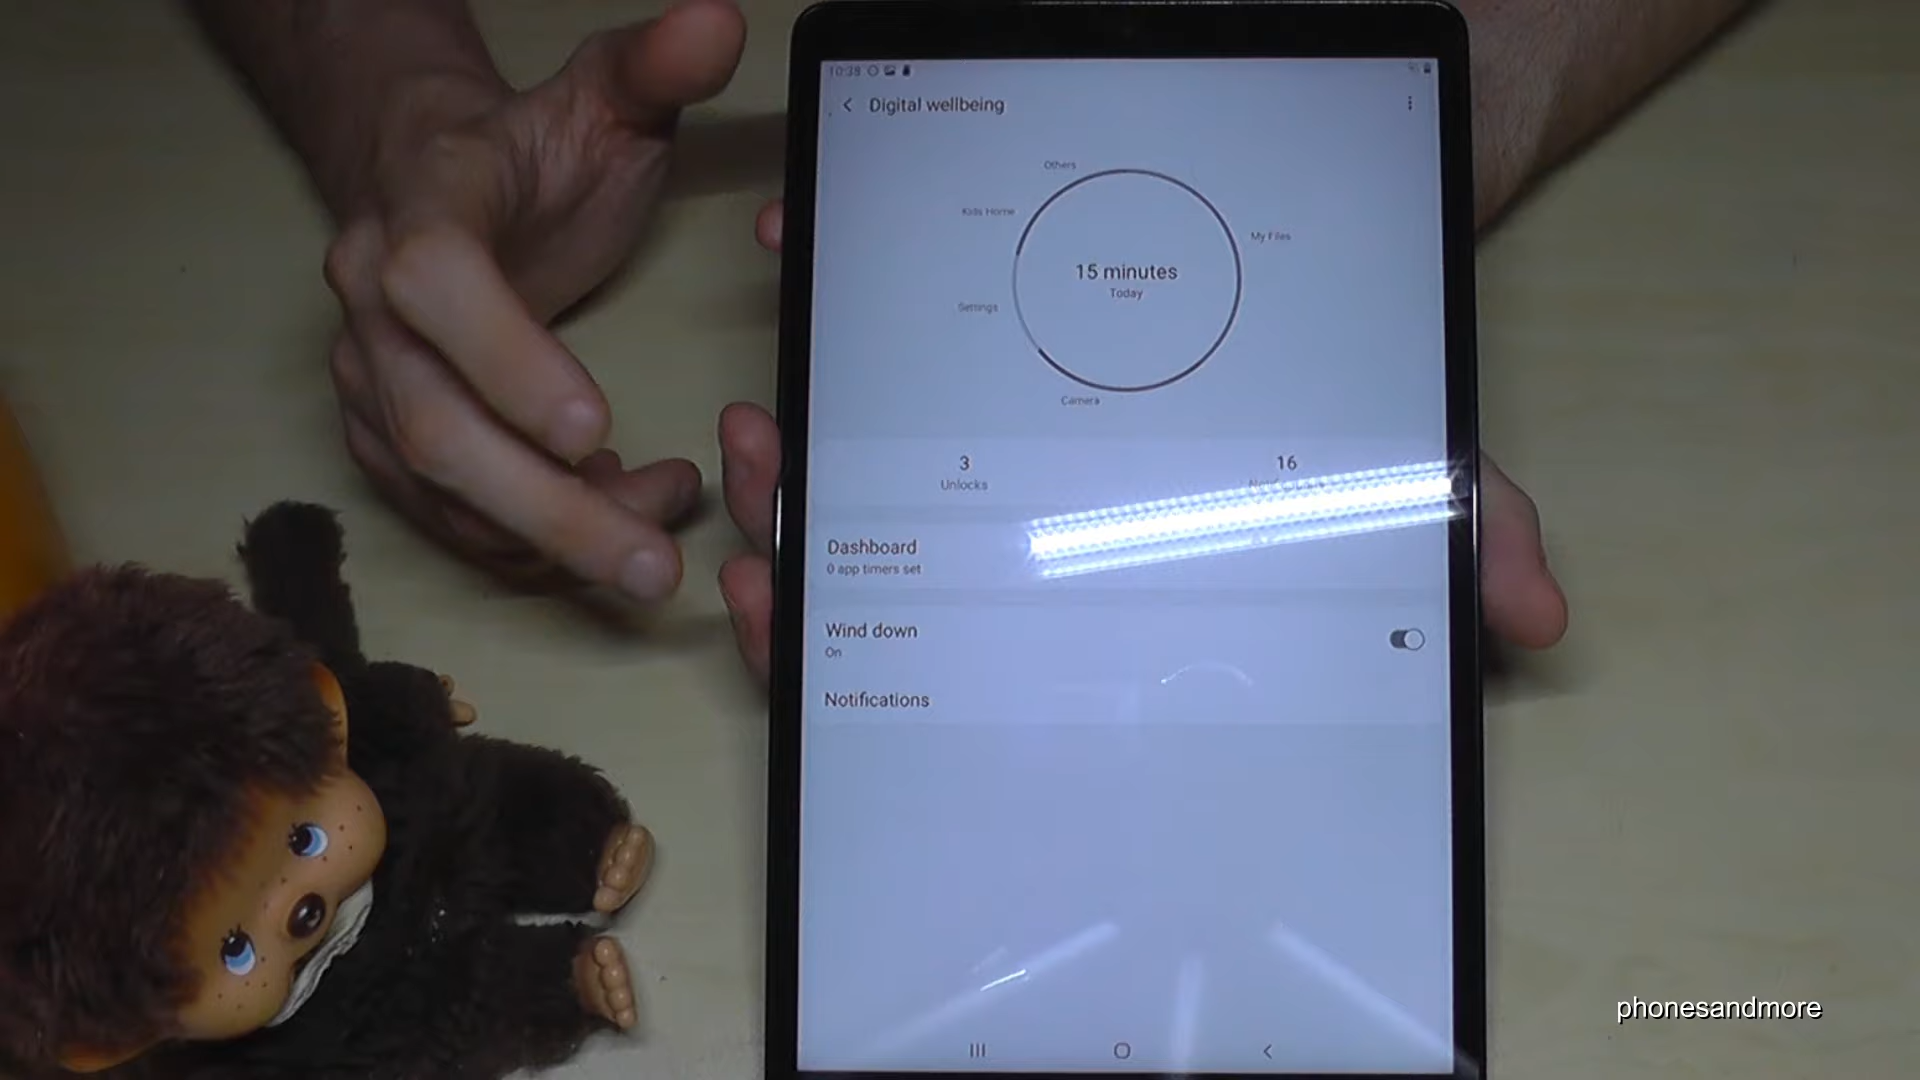 10:38
Digital wellbeing
Others
Kids Home
My Files
15 minutes
Today
Settings
Camera
3
Unlocks
16
Dashboard
0 app timers set
Wind down
On
Notifications
phonesandmore